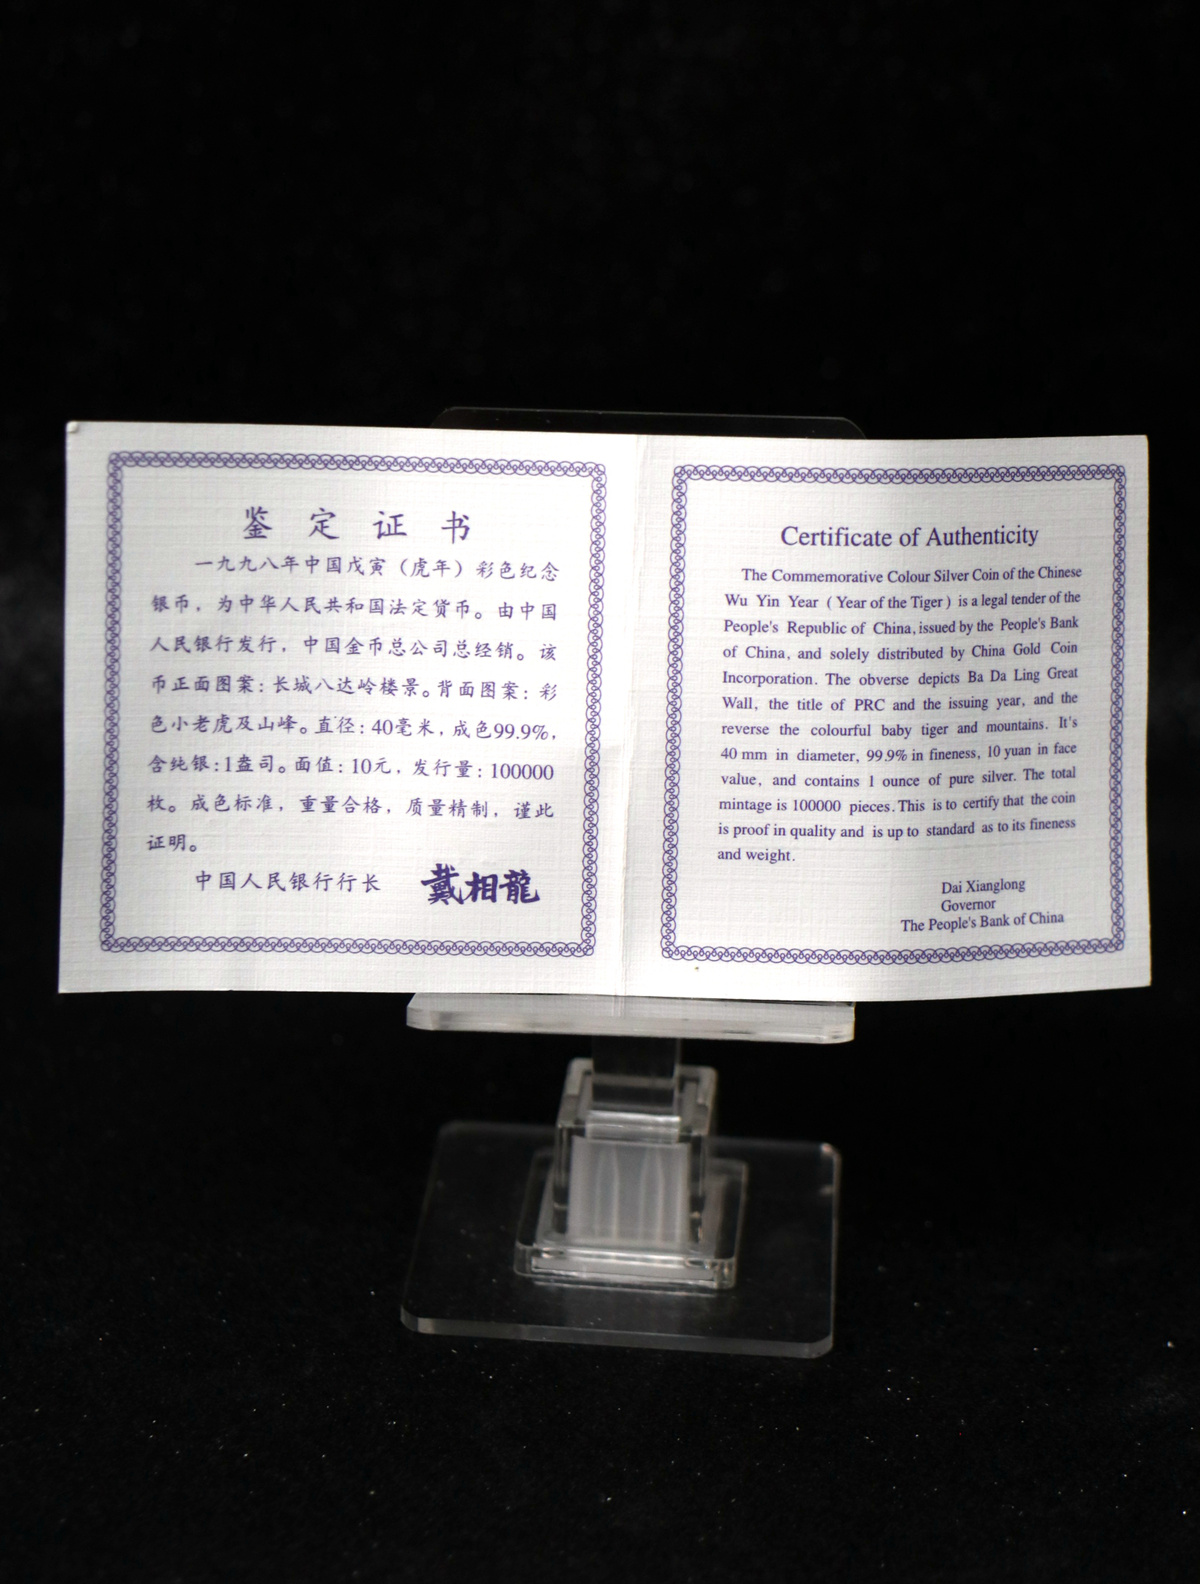 鉴定证书
一九九八年中国戊寅（虎年）彩色纪念
银币，为中华人民共和国法定货币。由中国
人民银行发行，中国金币总公司总经销。该
币正面图案：长城八达岭楼景。背面图案：彩
色小老虎及山峰。直径：40毫米，成色99.9%，
含纯银：1盎司。面值：10元，发行量：100000
枚。成色标准，重量合格，质量精制，谨此
证明。
中国人民银行行长 戴相龍
Certificate of Authenticity
The Commemorative Colour Silver Coin of the Chinese
Wu Yin Year ( Year of the Tiger ) is a legal tender of the
People's Republic of China, issued by the People's Bank
of China, and solely distributed by China Gold Coin
Incorporation. The obverse depicts Ba Da Ling Great
Wall, the title of PRC and the issuing year, and the
reverse the colourful baby tiger and mountains. It's
40 mm in diameter, 99.9% in fineness, 10 yuan in face
value, and contains 1 ounce of pure silver. The total
mintage is 100000 pieces. This is to certify that the coin
is proof in quality and is up to standard as to its fineness
and weight.
Dai Xianglong
Governor
The People's Bank of China